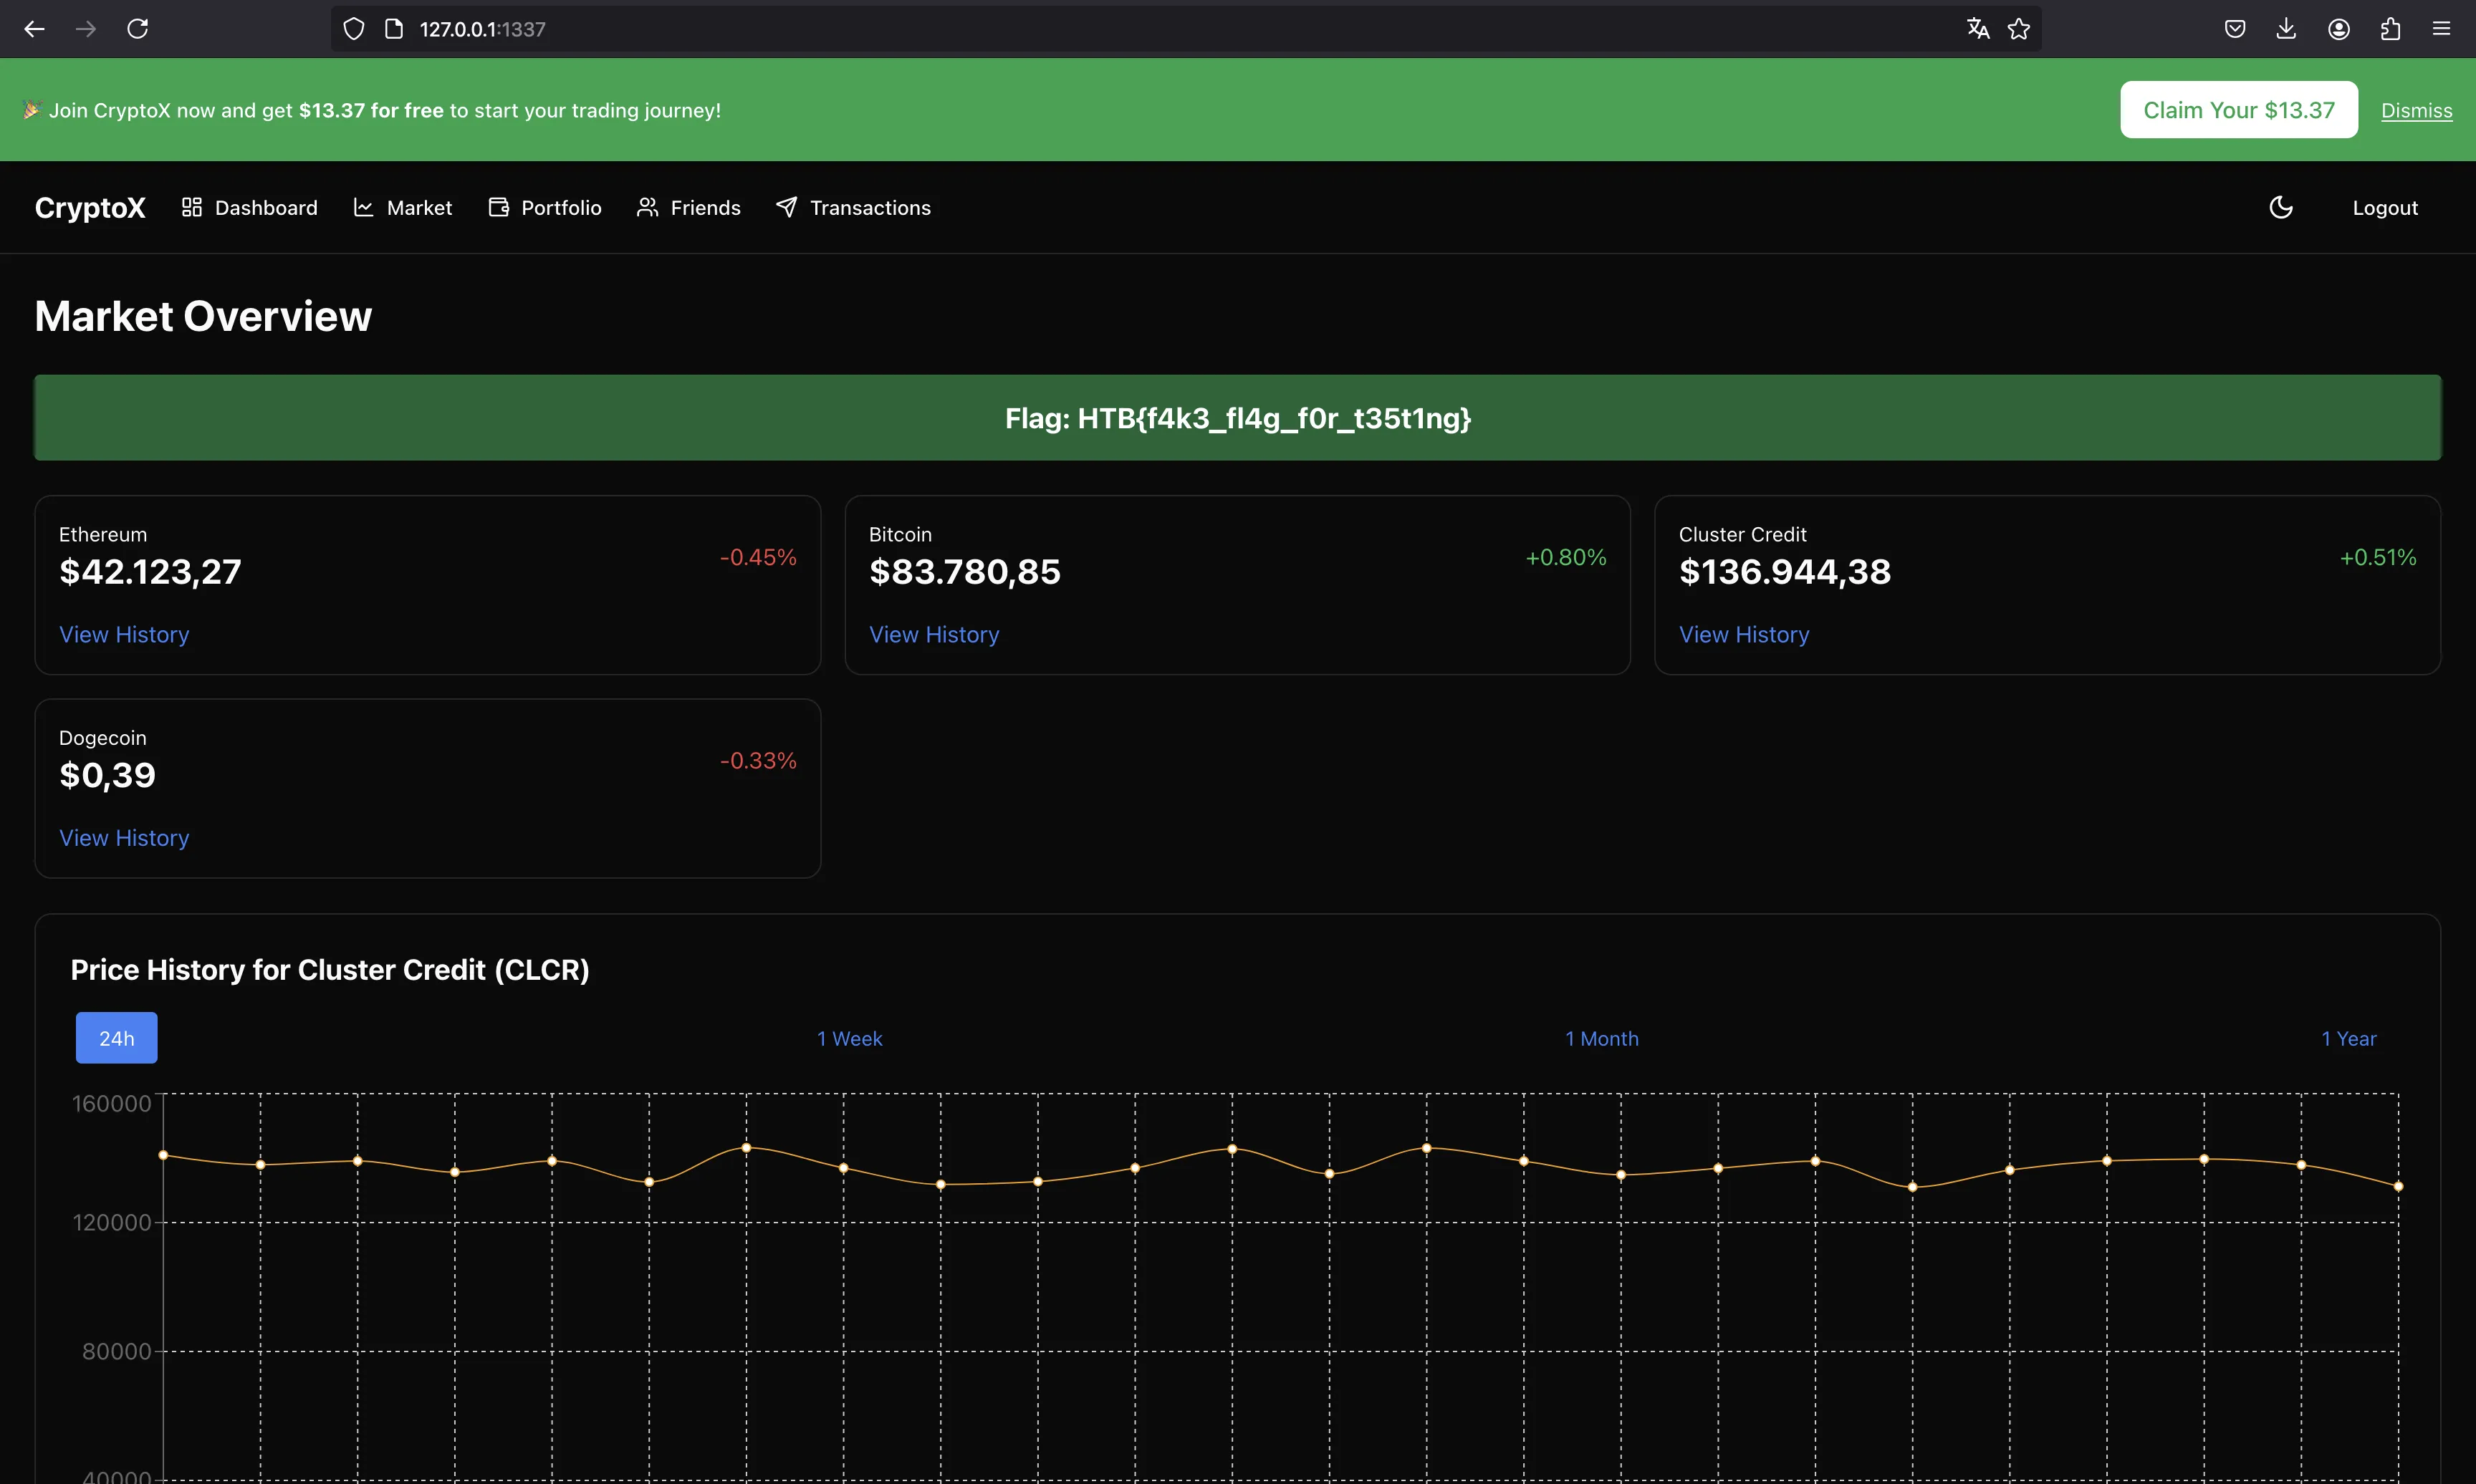 127.0.0.1:1337
🎉 Join CryptoX now and get $13.37 for free to start your trading journey!
Claim Your $13.37
Dismiss
CryptoX
Dashboard
Market
Portfolio
Friends
Transactions
Logout
Market Overview
Flag: HTB{f4k3_fl4g_f0r_t35t1ng}
Ethereum
$42.123,27
-0.45%
View History
Bitcoin
$83.780,85
+0.80%
View History
Cluster Credit
$136.944,38
+0.51%
View History
Dogecoin
$0,39
-0.33%
View History
Price History for Cluster Credit (CLCR)
24h
1 Week
1 Month
1 Year
160000
120000
80000
40000